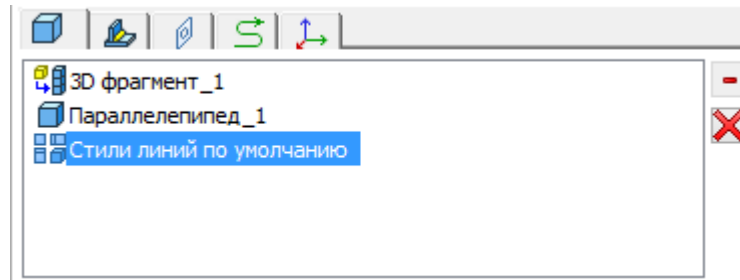 3D фрагмент_1
Параллелепипед_1
Стили линий по умолчанию